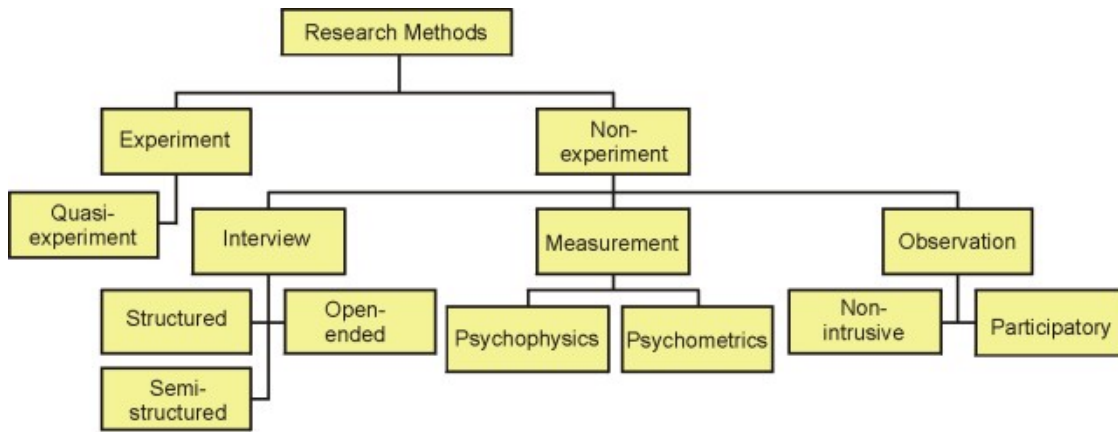 Research Methods
Experiment
Non-
experiment
Quasi-
experiment
Interview
Measurement
Observation
Structured
Open-
ended
Psychophysics
Psychometrics
Non-
intrusive
Participatory
Semi-
structured